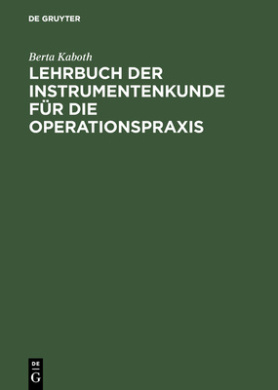 DE GRUYTER
Berta Kaboth
LEHRBUCH DER
INSTRUMENTENKUNDE
FÜR DIE
OPERATIONSPRAXIS
DE
G